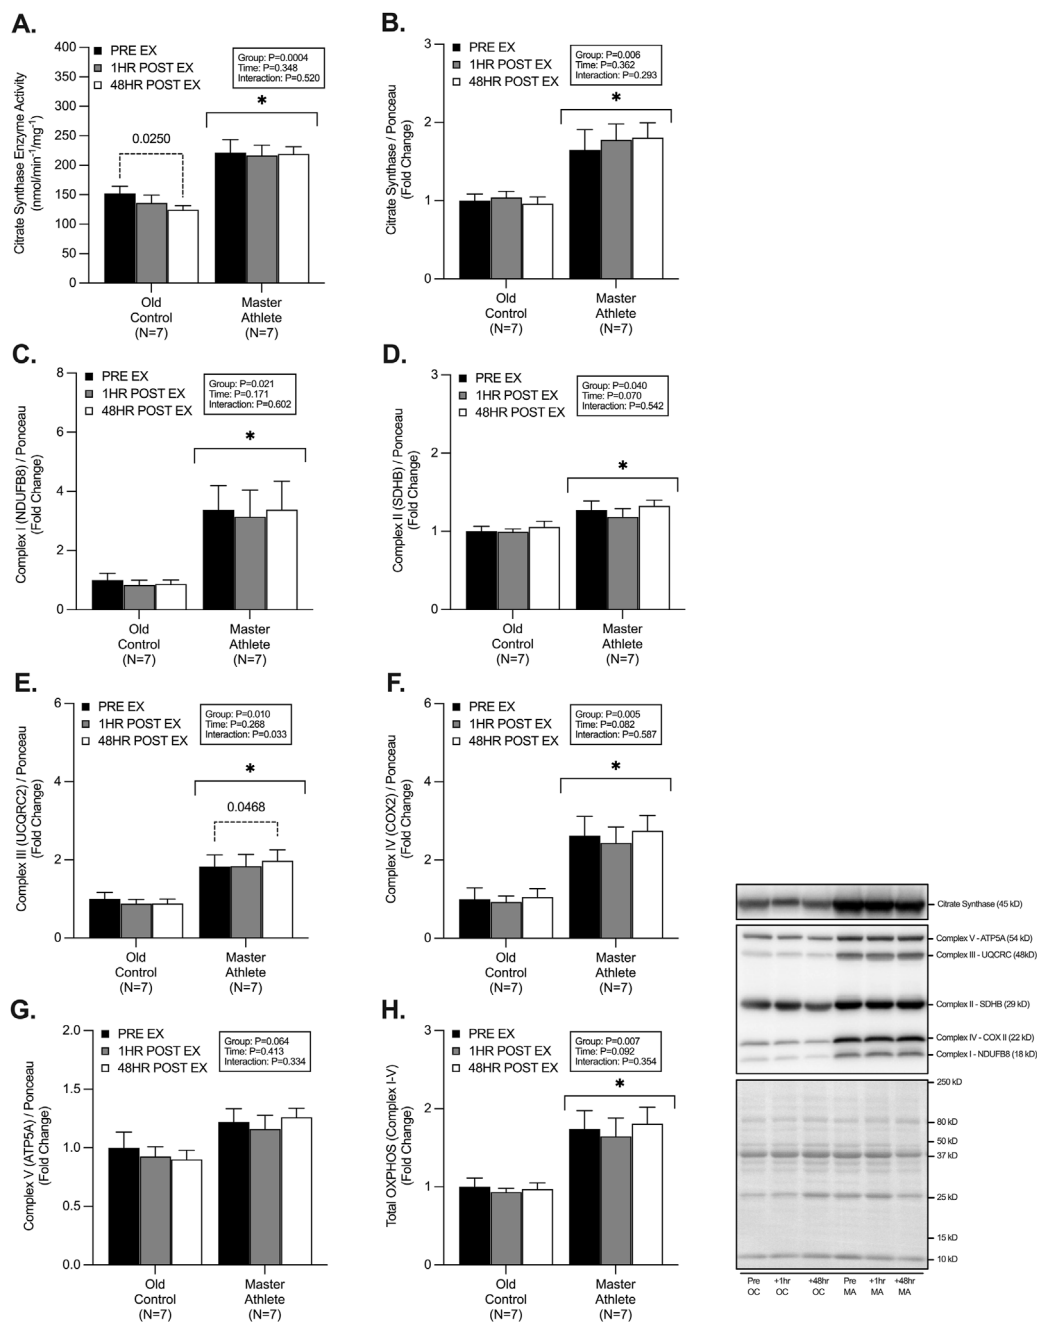 A.
Citrate Synthase Enzyme Activity
(nmol/min⁻¹/mg⁻¹)
400
350
300
250
200
150
100
50
0
PRE EX
1HR POST EX
48HR POST EX
Group: P=0.0004
Time: P=0.348
Interaction: P=0.520
0.0250
*
Old
Control
(N=7)
Master
Athlete
(N=7)
B.
Citrate Synthase / Ponceau
(Fold Change)
3
2
1
0
PRE EX
1HR POST EX
48HR POST EX
Group: P=0.006
Time: P=0.362
Interaction: P=0.293
*
Old
Control
(N=7)
Master
Athlete
(N=7)
C.
Complex I (NDUFB8) / Ponceau
(Fold Change)
8
6
4
2
0
PRE EX
1HR POST EX
48HR POST EX
Group: P=0.021
Time: P=0.171
Interaction: P=0.602
*
Old
Control
(N=7)
Master
Athlete
(N=7)
D.
Complex II (SDHB) / Ponceau
(Fold Change)
3
2
1
0
PRE EX
1HR POST EX
48HR POST EX
Group: P=0.040
Time: P=0.070
Interaction: P=0.542
*
Old
Control
(N=7)
Master
Athlete
(N=7)
E.
Complex III (UCQRC2) / Ponceau
(Fold Change)
6
4
2
0
PRE EX
1HR POST EX
48HR POST EX
Group: P=0.010
Time: P=0.268
Interaction: P=0.033
*
0.0468
Old
Control
(N=7)
Master
Athlete
(N=7)
F.
Complex IV (COX2) / Ponceau
(Fold Change)
6
4
2
0
PRE EX
1HR POST EX
48HR POST EX
Group: P=0.005
Time: P=0.082
Interaction: P=0.587
*
Old
Control
(N=7)
Master
Athlete
(N=7)
G.
Complex V (ATP5A) / Ponceau
(Fold Change)
2.0
1.5
1.0
0.5
0.0
PRE EX
1HR POST EX
48HR POST EX
Group: P=0.064
Time: P=0.413
Interaction: P=0.334
Old
Control
(N=7)
Master
Athlete
(N=7)
H.
Total OXPHOS (Complex I-V)
(Fold Change)
3
2
1
0
PRE EX
1HR POST EX
48HR POST EX
Group: P=0.007
Time: P=0.092
Interaction: P=0.354
*
Old
Control
(N=7)
Master
Athlete
(N=7)
Citrate Synthase (45 kD)
Complex V - ATP5A (54 kD)
Complex III - UQCRC (48kD)
Complex II - SDHB (29 kD)
Complex IV - COX II (22 kD)
Complex I - NDUFB8 (18 kD)
250 kD
80 kD
50 kD
37 kD
25 kD
15 kD
10 kD
Pre +1hr +48hr Pre +1hr +48hr
OC OC OC MA MA MA